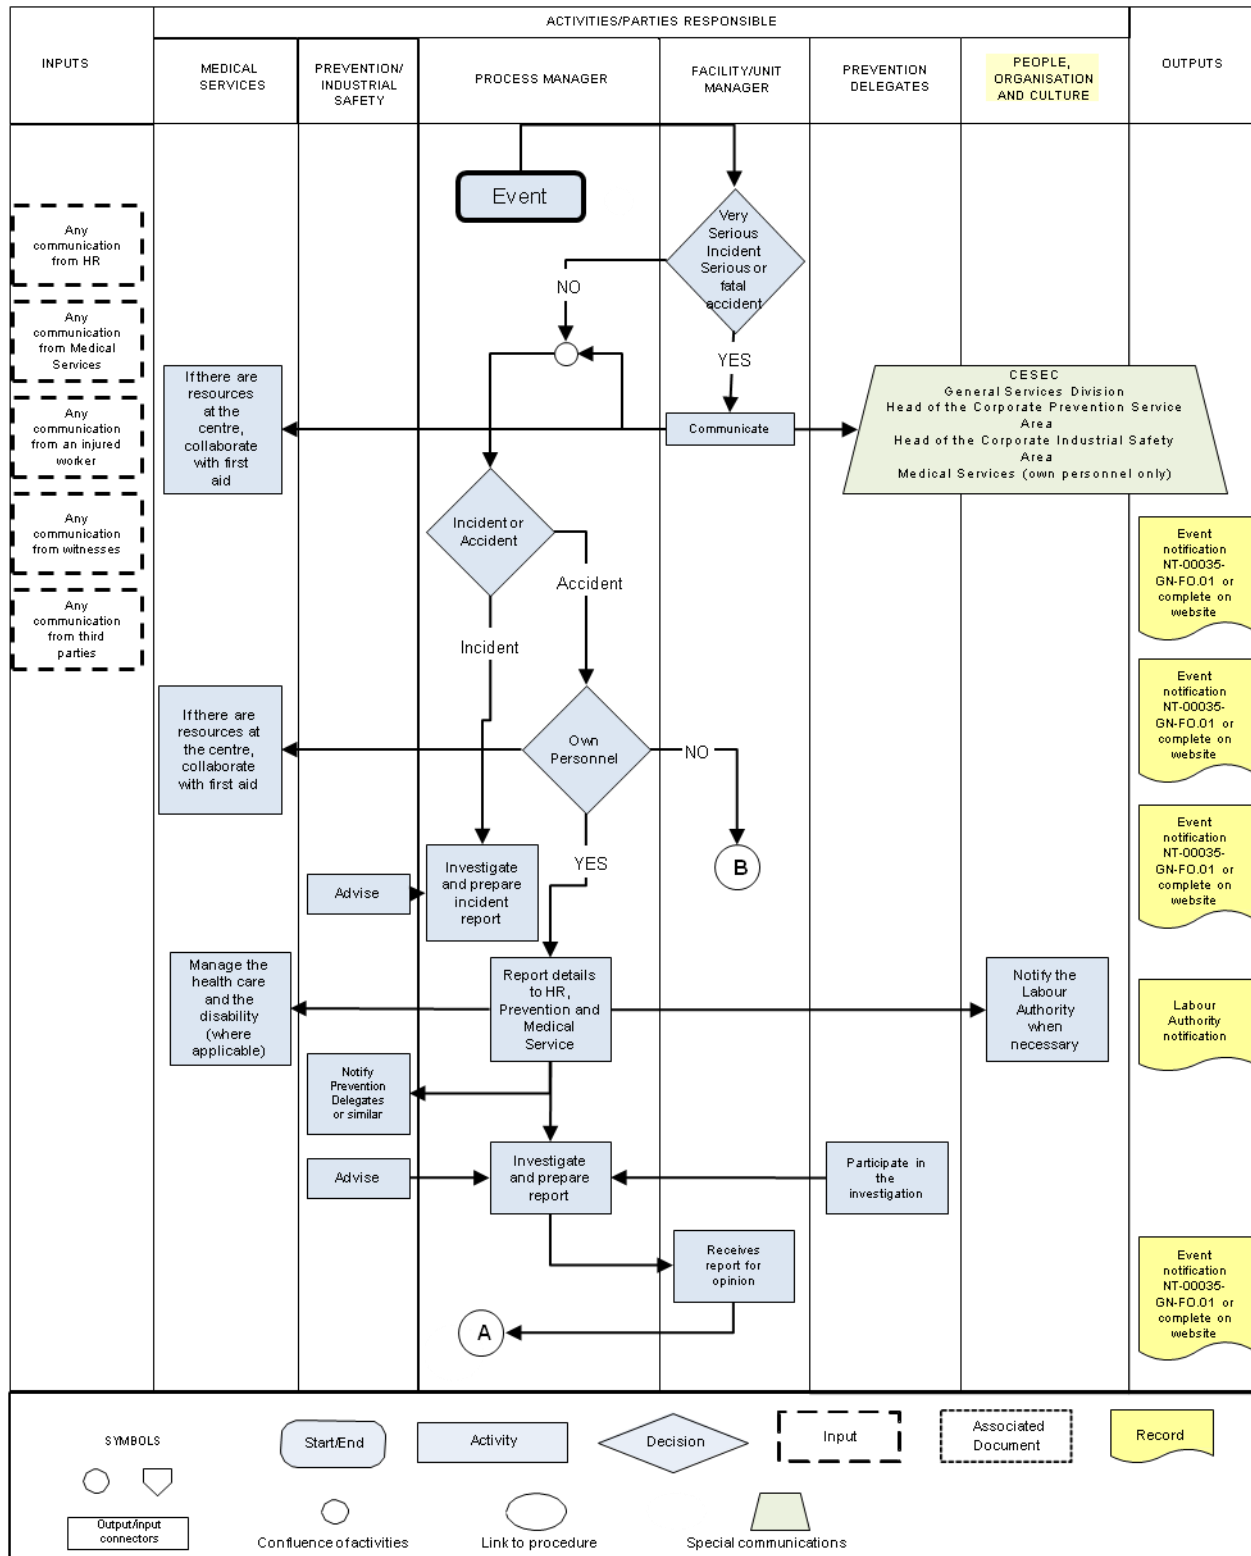 ACTIVITIES/PARTIES RESPONSIBLE
INPUTS
MEDICAL
SERVICES
PREVENTION/
INDUSTRIAL
SAFETY
PROCESS MANAGER
FACILITY/UNIT
MANAGER
PREVENTION
DELEGATES
PEOPLE,
ORGANISATION
AND CULTURE
OUTPUTS
Event
Very
Serious
Incident
Serious or
fatal
accident
Any
communication
from HR
NO
Any
communication
from Medical
Services
YES
If there are
resources
at the
centre,
collaborate
with first
aid
Communicate
CESEC
General Services Division
Head of the Corporate Prevention Service
Area
Head of the Corporate Industrial Safety
Area
Medical Services (own personnel only)
Any
communication
from an injured
worker
Any
communication
from witnesses
Incident or
Accident
Event
notification
NT-00035-
GN-FO.01 or
complete on
website
Accident
Any
communication
from third
parties
Incident
If there are
resources at
the centre,
collaborate
with first aid
Own
Personnel
NO
Event
notification
NT-00035-
GN-FO.01 or
complete on
website
YES
B
Event
notification
NT-00035-
GN-FO.01 or
complete on
website
Advise
Investigate
and prepare
incident
report
Manage the
health care
and the
disability
(where
applicable)
Report details
to HR,
Prevention and
Medical
Service
Notify the
Labour
Authority
when
necessary
Labour
Authority
notification
Notify
Prevention
Delegates
or similar
Advise
Investigate
and prepare
report
Participate in
the
investigation
Receives
report for
opinion
A
Event
notification
NT-00035-
GN-FO.01 or
complete on
website
SYMBOLS
Start/End
Activity
Decision
Input
Associated
Document
Record
Output/input
connectors
Confluence of activities
Link to procedure
Special communications